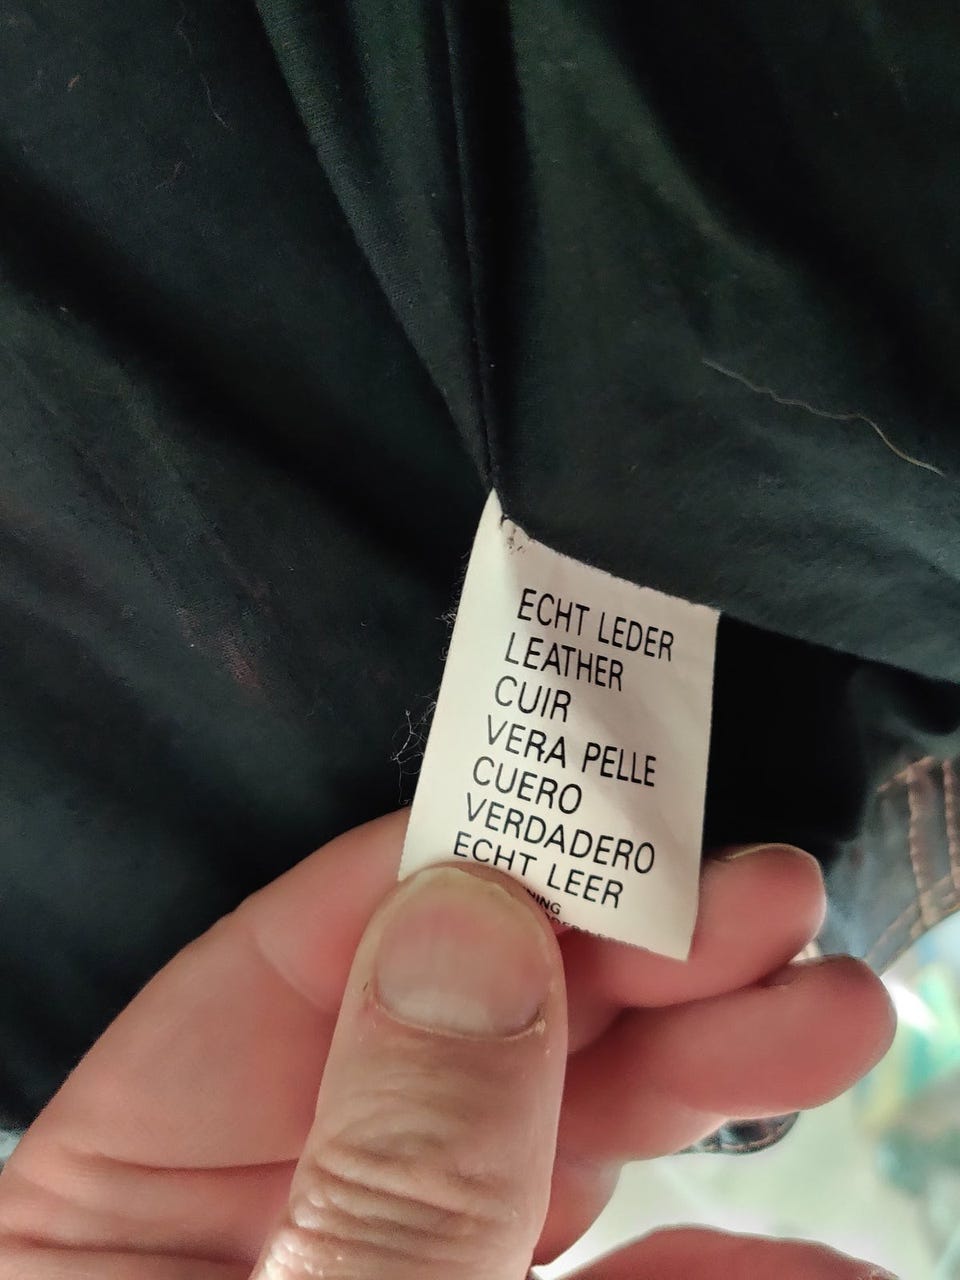 ECHT LEDER
LEATHER
CUIR
VERA PELLE
CUERO
VERDADERO
ECHT LEER